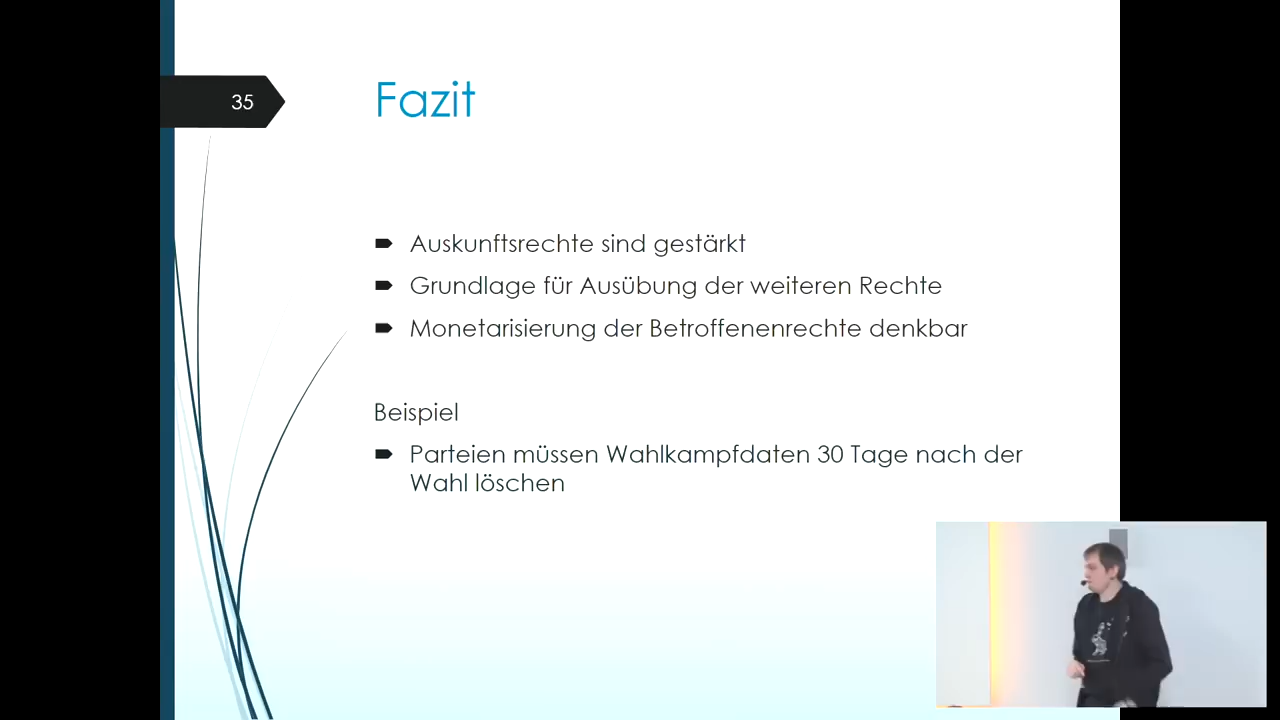 35
Fazit
Auskunftsrechte sind gestärkt
Grundlage für Ausübung der weiteren Rechte
Monetarisierung der Betroffenenrechte denkbar
Beispiel
Parteien müssen Wahlkampfdaten 30 Tage nach der
Wahl löschen